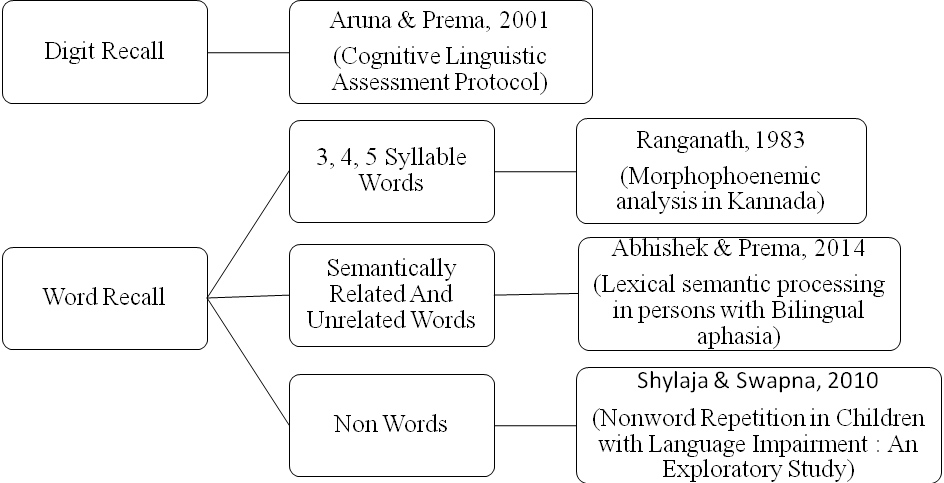 Digit Recall
Aruna & Prema, 2001
(Cognitive Linguistic
Assessment Protocol)
Word Recall
3, 4, 5 Syllable
Words
Ranganath, 1983
(Morphophoenemic
analysis in Kannada)
Semantically
Related And
Unrelated Words
Abhishek & Prema, 2014
(Lexical semantic processing
in persons with Bilingual
aphasia)
Non Words
Shylaja & Swapna, 2010
(Nonword Repetition in Children
with Language Impairment : An
Exploratory Study)